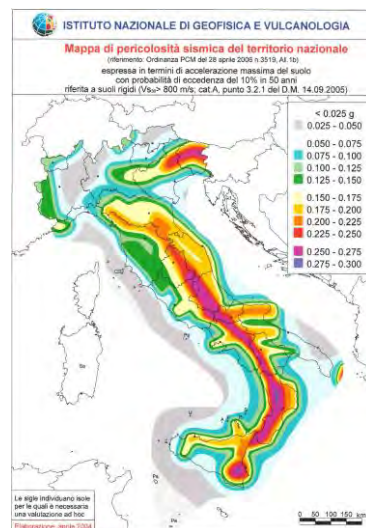 ISTITUTO NAZIONALE DI GEOFISICA E VULCANOLOGIA
Mappa di pericolosità sismica del territorio nazionale
(riferimento: Ordinanza PCM del 28 aprile 2006 n.3519, All.1b)
espressa in termini di accelerazione massima del suolo
con probabilità di eccedenza del 10% in 50 anni
riferita a suoli rigidi (Vs₃₀> 800 m/s; cat.A, punto 3.2.1 del D.M. 14.09.2005)
< 0.025 g
0.025 - 0.050
0.050 - 0.075
0.075 - 0.100
0.100 - 0.125
0.125 - 0.150
0.150 - 0.175
0.175 - 0.200
0.200 - 0.225
0.225 - 0.250
0.250 - 0.275
0.275 - 0.300
Le sigle individuano isole
per le quali è necessaria
una valutazione ad hoc
Elaborazione: aprile 2004
0 50 100 150 km